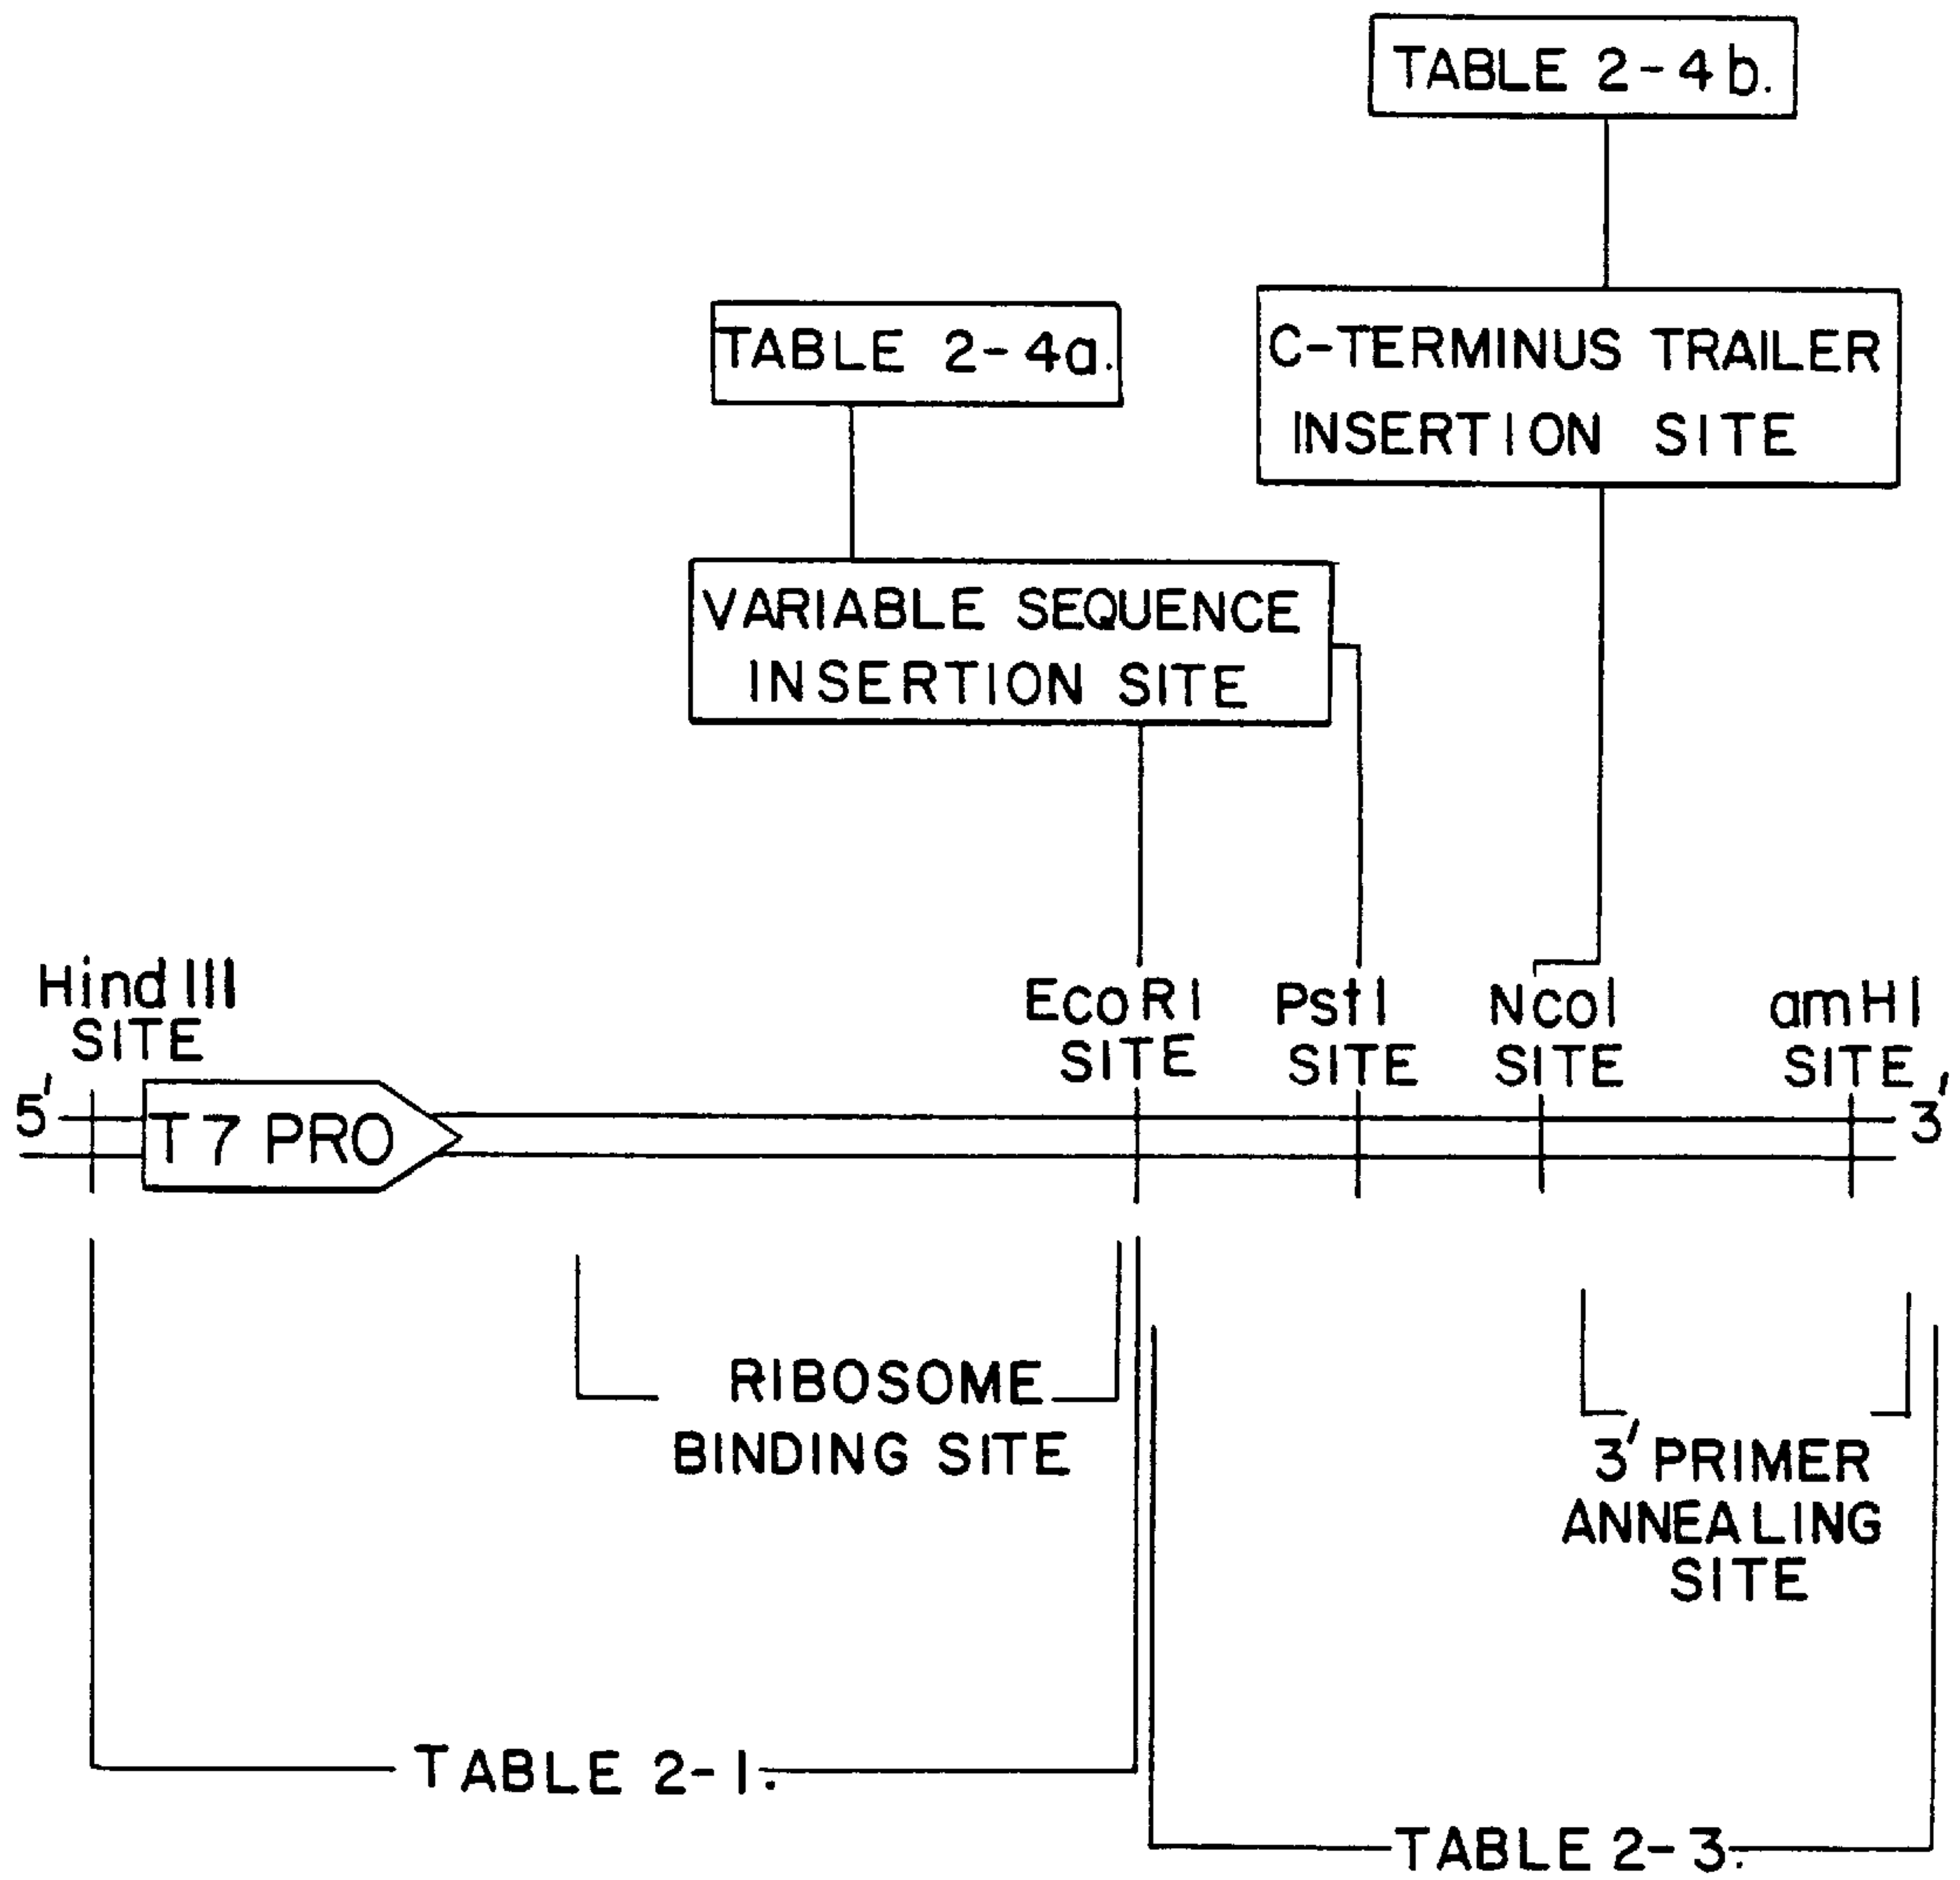 TABLE 2-4b.
TABLE 2-4a.
C-TERMINUS TRAILER
INSERTION SITE
VARIABLE SEQUENCE
INSERTION SITE
HindIII
SITE
EcoRI
SITE
PstI
SITE
NcoI
SITE
amHI
SITE
5'
T7 PRO
3'
RIBOSOME
BINDING SITE
3' PRIMER
ANNEALING
SITE
TABLE 2-1.
TABLE 2-3.